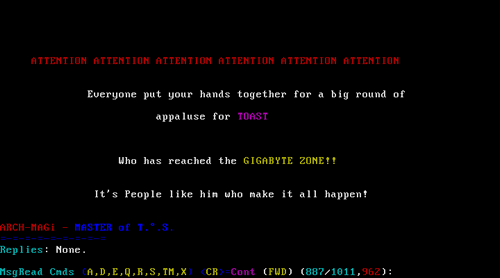 ATTENTION ATTENTION ATTENTION ATTENTION ATTENTION ATTENTION
Everyone put your hands together for a big round of
appaluse for TOAST
Who has reached the GIGABYTE ZONE!!
It's People like him who make it all happen!
ARCH-MAGI - MASTER of T.^.S.
Replies: None.
MsgRead Cmds (A,D,E,Q,R,S,TM,X) <CR>=Cont (FWD) (887/1011,962):